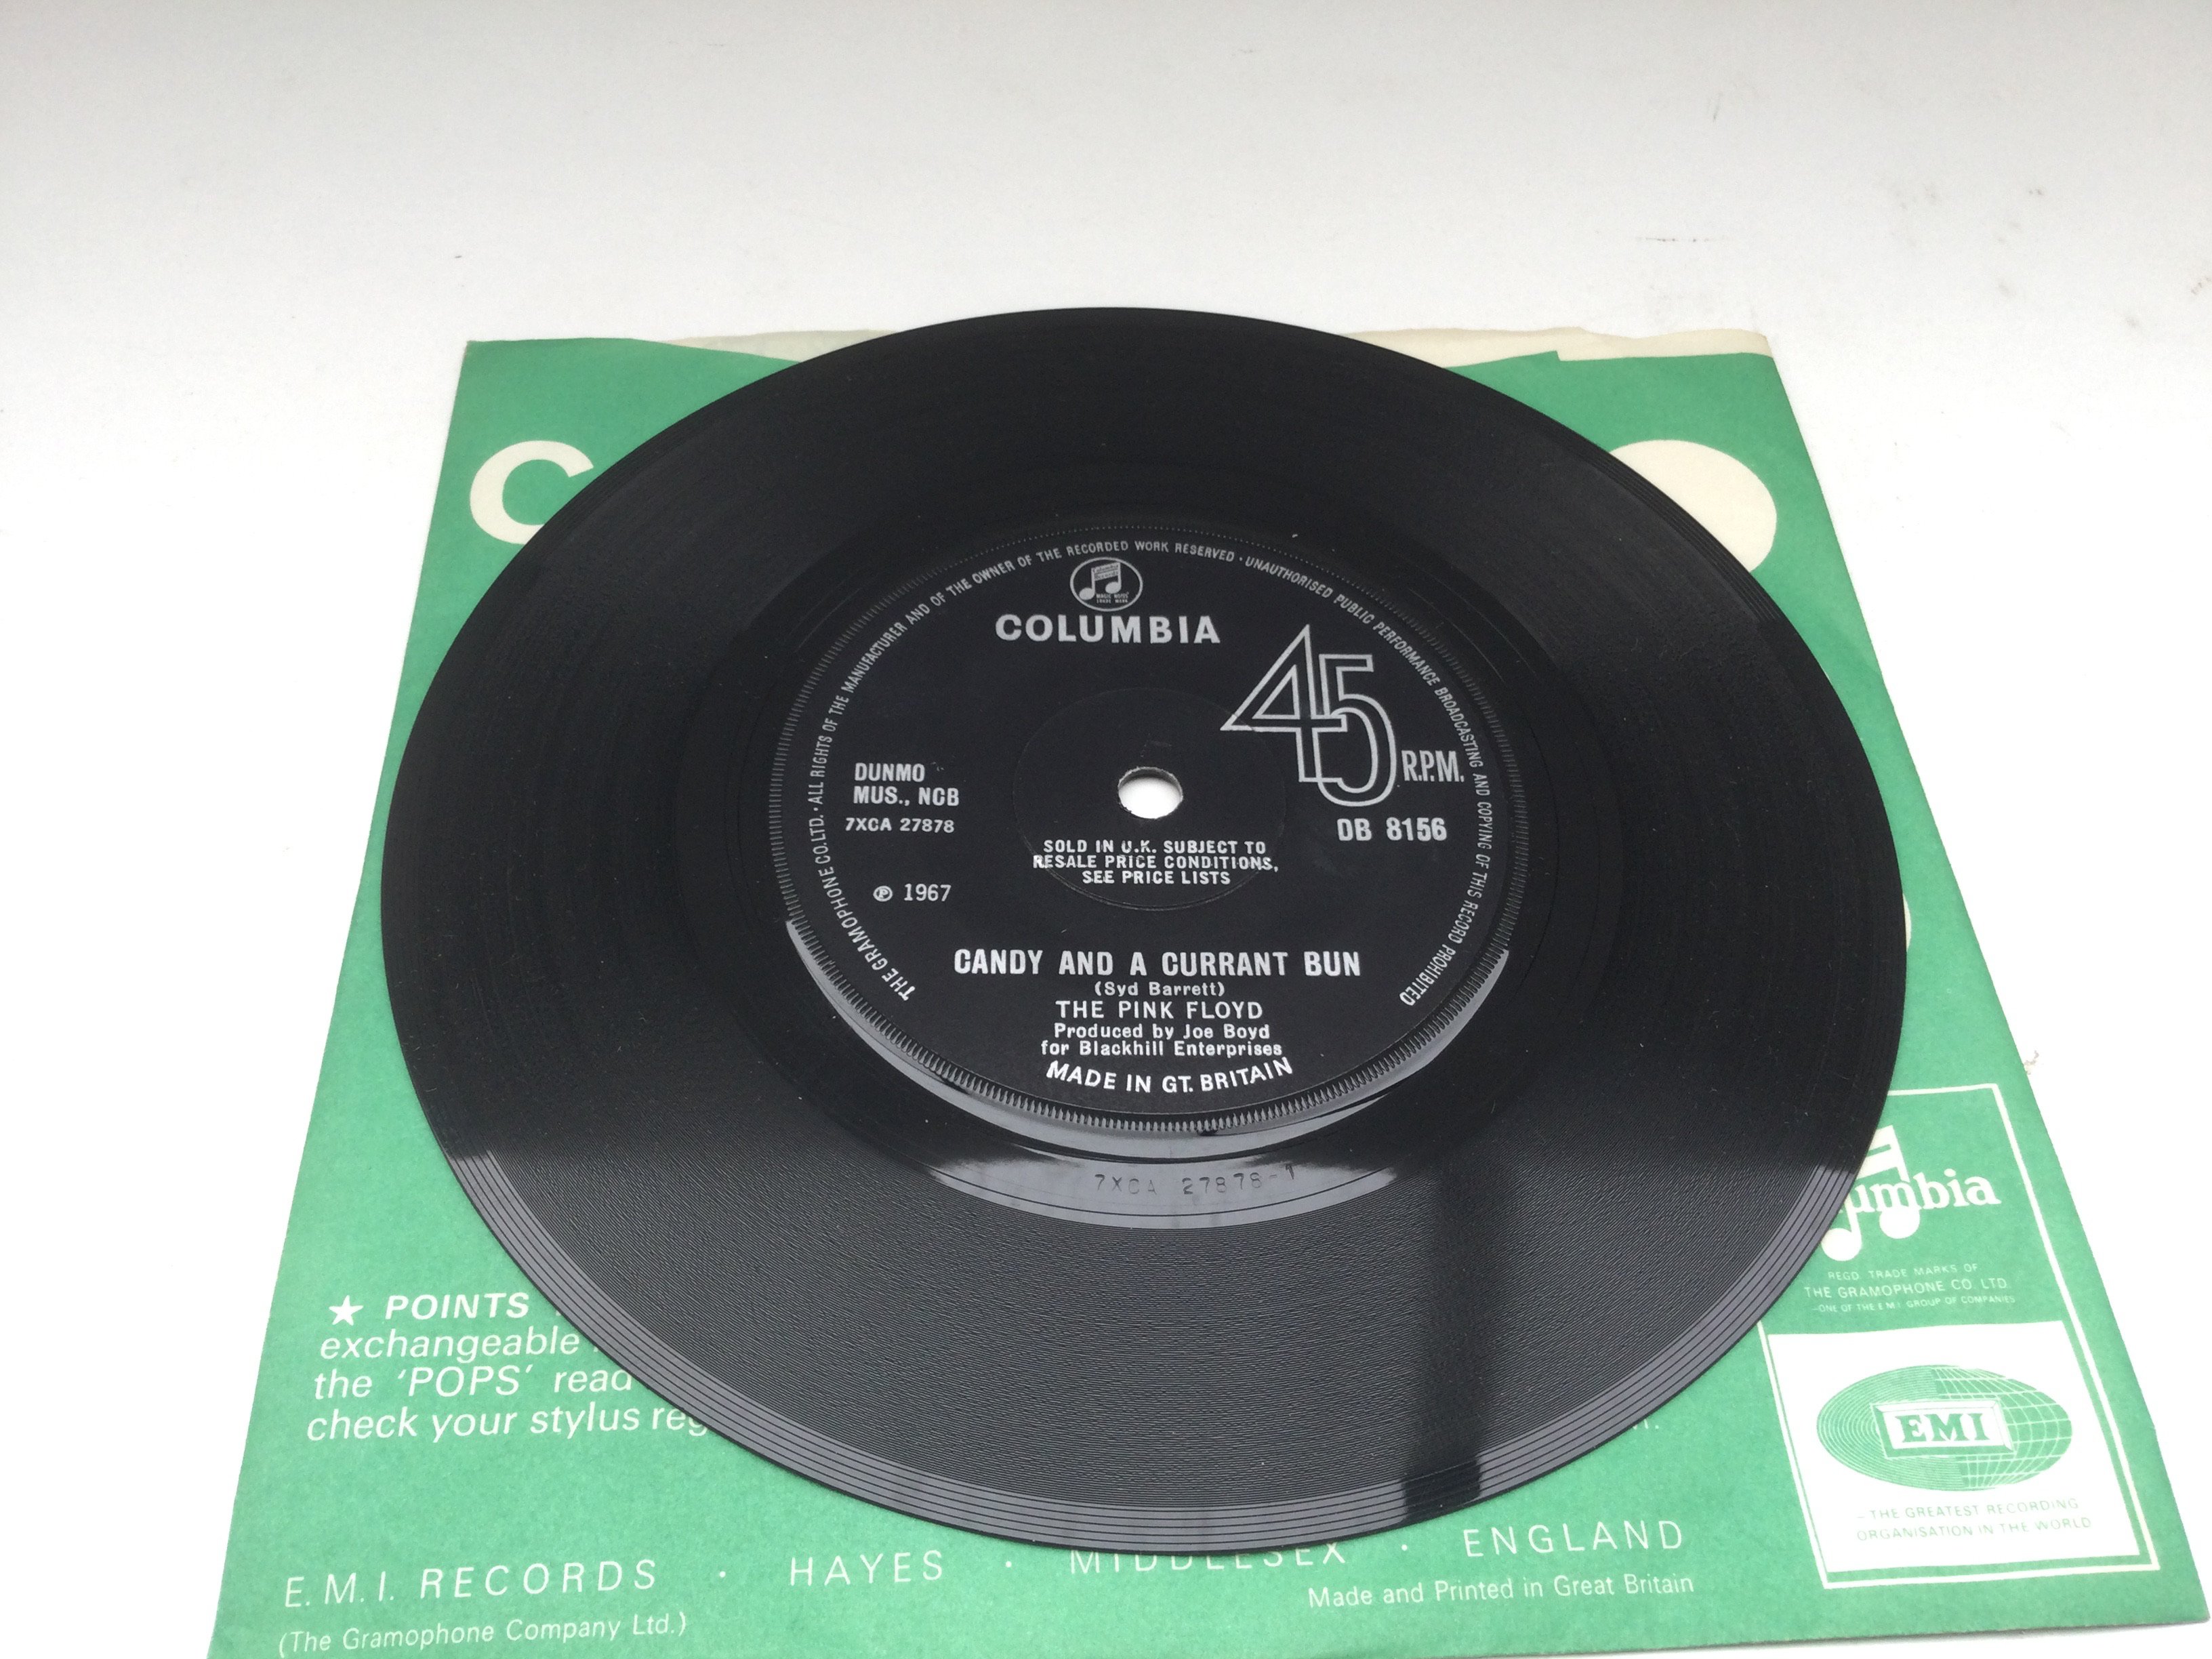 THE GRAMOPHONE CO.LTD. · ALL RIGHTS OF THE MANUFACTURER AND OF THE OWNER OF THE RECORDED WORK RESERVED · UNAUTHORISED PUBLIC PERFORMANCE BROADCASTING AND COPYING OF THIS RECORD PROHIBITED
COLUMBIA
45 R.P.M.
DUNMO
MUS., NCB
7XCA 27878
DB 8156
SOLD IN U.K. SUBJECT TO
RESALE PRICE CONDITIONS,
SEE PRICE LISTS
℗ 1967
CANDY AND A CURRANT BUN
(Syd Barrett)
THE PINK FLOYD
Produced by Joe Boyd
for Blackhill Enterprises
MADE IN GT. BRITAIN
7XCA 27878-1
REGD. TRADE MARKS OF
THE GRAMOPHONE CO. LTD.
—ONE OF THE E.M.I. GROUP OF COMPANIES
★ POINTS
exchangeable
the 'POPS'
check your stylus
EMI
—THE GREATEST RECORDING
ORGANISATION IN THE WORLD
E.M.I. RECORDS · HAYES · MIDDLESEX · ENGLAND
(The Gramophone Company Ltd.)
Made and Printed in Great Britain